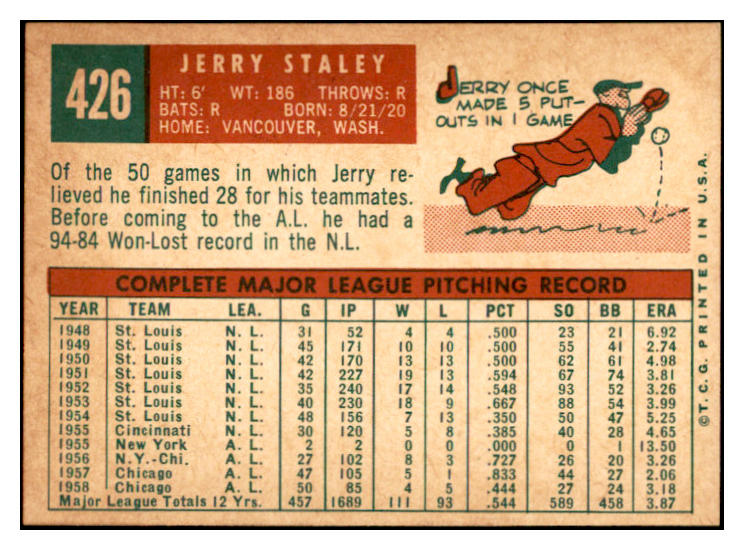 426
JERRY STALEY
HT: 6' WT: 186 THROWS: R
BATS: R BORN: 8/21/20
HOME: VANCOUVER, WASH.
JERRY ONCE
MADE 5 PUT-
OUTS IN 1 GAME
Of the 50 games in which Jerry re-
lieved he finished 28 for his teammates.
Before coming to the A.L. he had a
94-84 Won-Lost record in the N.L.
COMPLETE MAJOR LEAGUE PITCHING RECORD
YEAR TEAM LEA. G IP W L PCT SO BB ERA
1948 St. Louis N. L. 31 52 4 4 .500 23 21 6.92
1949 St. Louis N. L. 45 171 10 10 .500 55 41 2.74
1950 St. Louis N. L. 42 170 13 13 .500 62 61 4.98
1951 St. Louis N. L. 42 227 19 13 .594 67 74 3.81
1952 St. Louis N. L. 35 240 17 14 .548 93 52 3.26
1953 St. Louis N. L. 40 230 18 9 .667 88 54 3.99
1954 St. Louis N. L. 48 156 7 13 .350 50 47 5.25
1955 Cincinnati N. L. 30 120 5 8 .385 40 28 4.65
1955 New York A. L. 2 2 0 0 .000 0 1 13.50
1956 N.Y.-Chi. A. L. 27 102 8 3 .727 26 20 3.26
1957 Chicago A. L. 47 105 5 1 .833 44 27 2.06
1958 Chicago A. L. 50 85 4 5 .444 27 24 3.18
Major League Totals 12 Yrs. 457 1689 111 93 .544 589 458 3.87
©T.C.G. PRINTED IN U.S.A.